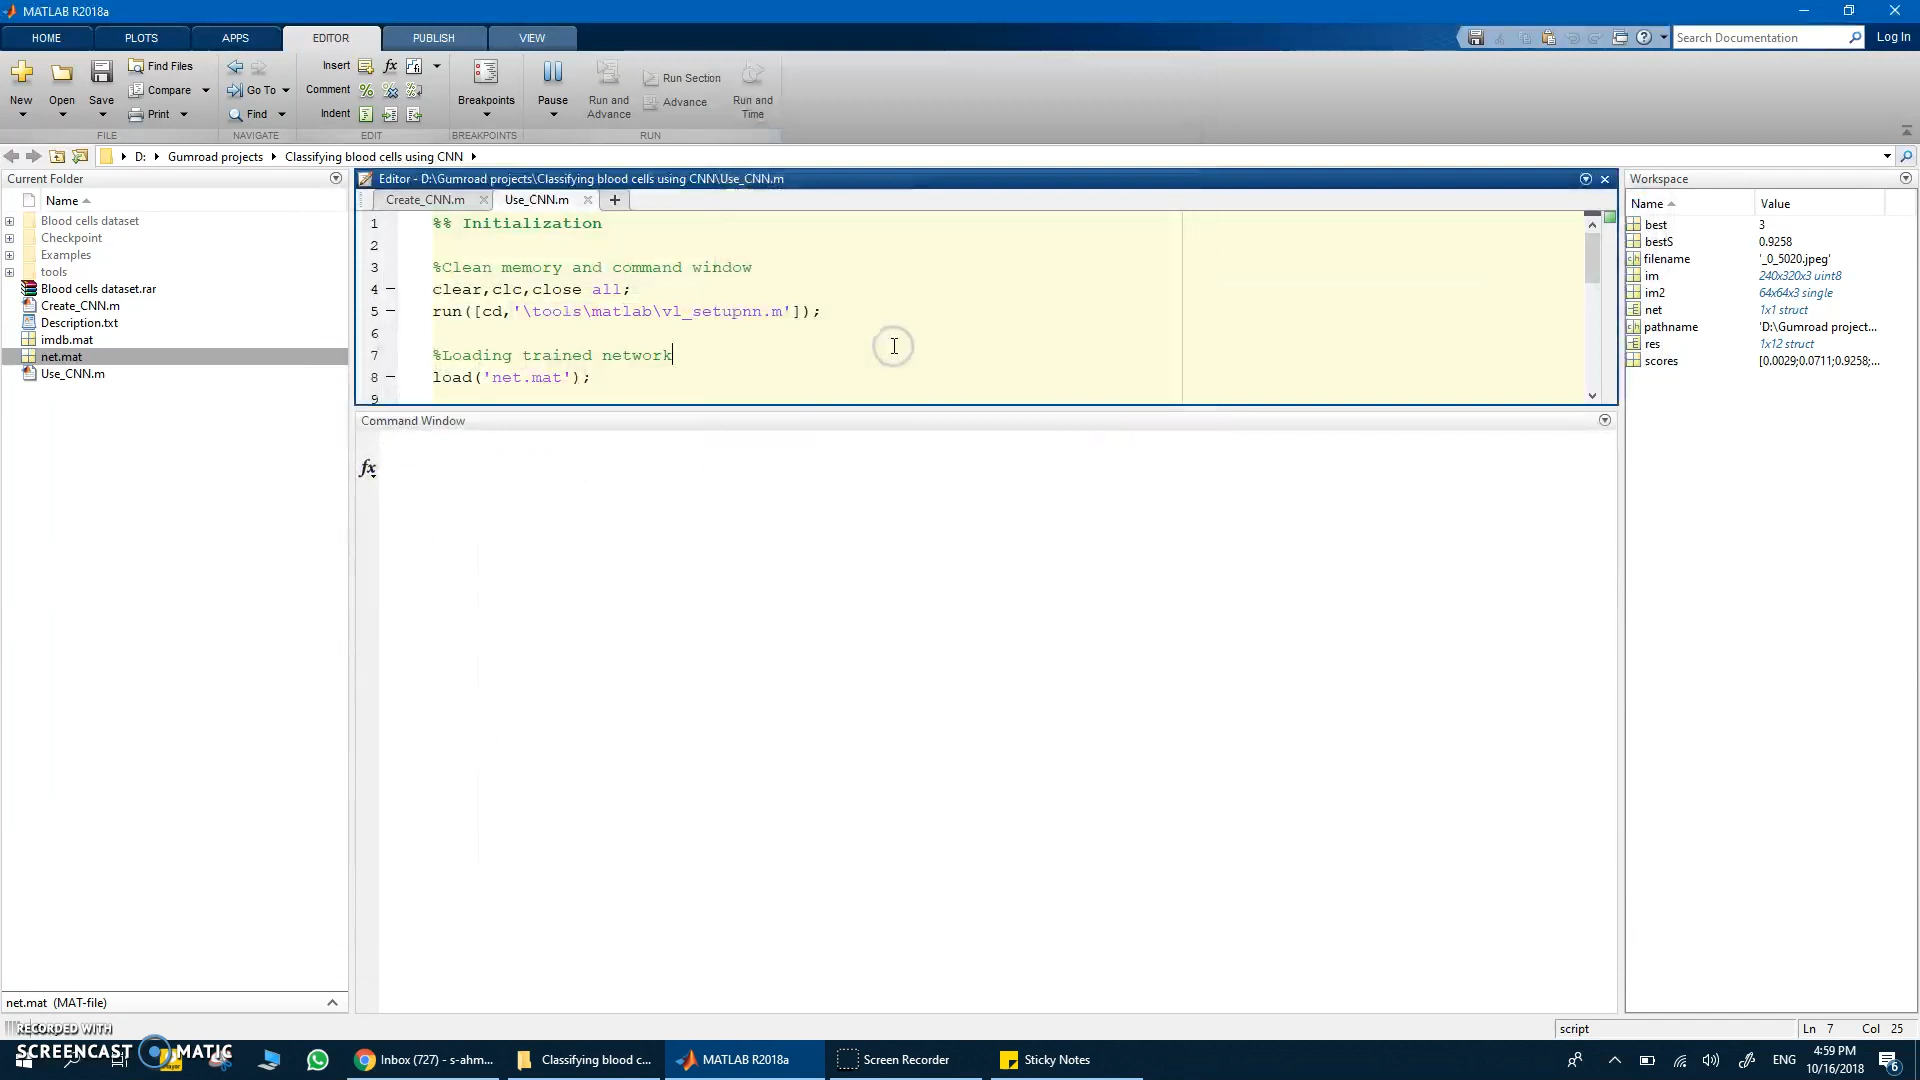 MATLAB R2018a
HOME PLOTS APPS EDITOR PUBLISH VIEW
Search Documentation
Log In
New
Open
Save
Find Files
Compare
Print
FILE
Go To
Find
NAVIGATE
Insert
Comment
Indent
EDIT
Breakpoints
BREAKPOINTS
Pause
Run and Advance
Run Section
Advance
Run and Time
RUN
D: Gumroad projects Classifying blood cells using CNN
Current Folder
Name
Blood cells dataset
Checkpoint
Examples
tools
Blood cells dataset.rar
Create_CNN.m
Description.txt
imdb.mat
net.mat
Use_CNN.m
net.mat (MAT-file)
Editor - D:\Gumroad projects\Classifying blood cells using CNN\Use_CNN.m
Create_CNN.m Use_CNN.m
1 %% Initialization
2
3 %Clean memory and command window
4 clear,clc,close all;
5 run([cd,'\tools\matlab\vl_setupnn.m']);
6
7 %Loading trained network
8 load('net.mat');
9
Command Window
fx
Workspace
Name Value
best 3
bestS 0.9258
filename '_0_5020.jpeg'
im 240x320x3 uint8
im2 64x64x3 single
net 1x1 struct
pathname 'D:\Gumroad project...
res 1x12 struct
scores [0.0029;0.0711;0.9258;...
script Ln 7 Col 25
RECORDED WITH
SCREENCAST MATIC
Inbox (727) - s-ahm...
Classifying blood c...
MATLAB R2018a
Screen Recorder
Sticky Notes
ENG
4:59 PM
10/16/2018
6